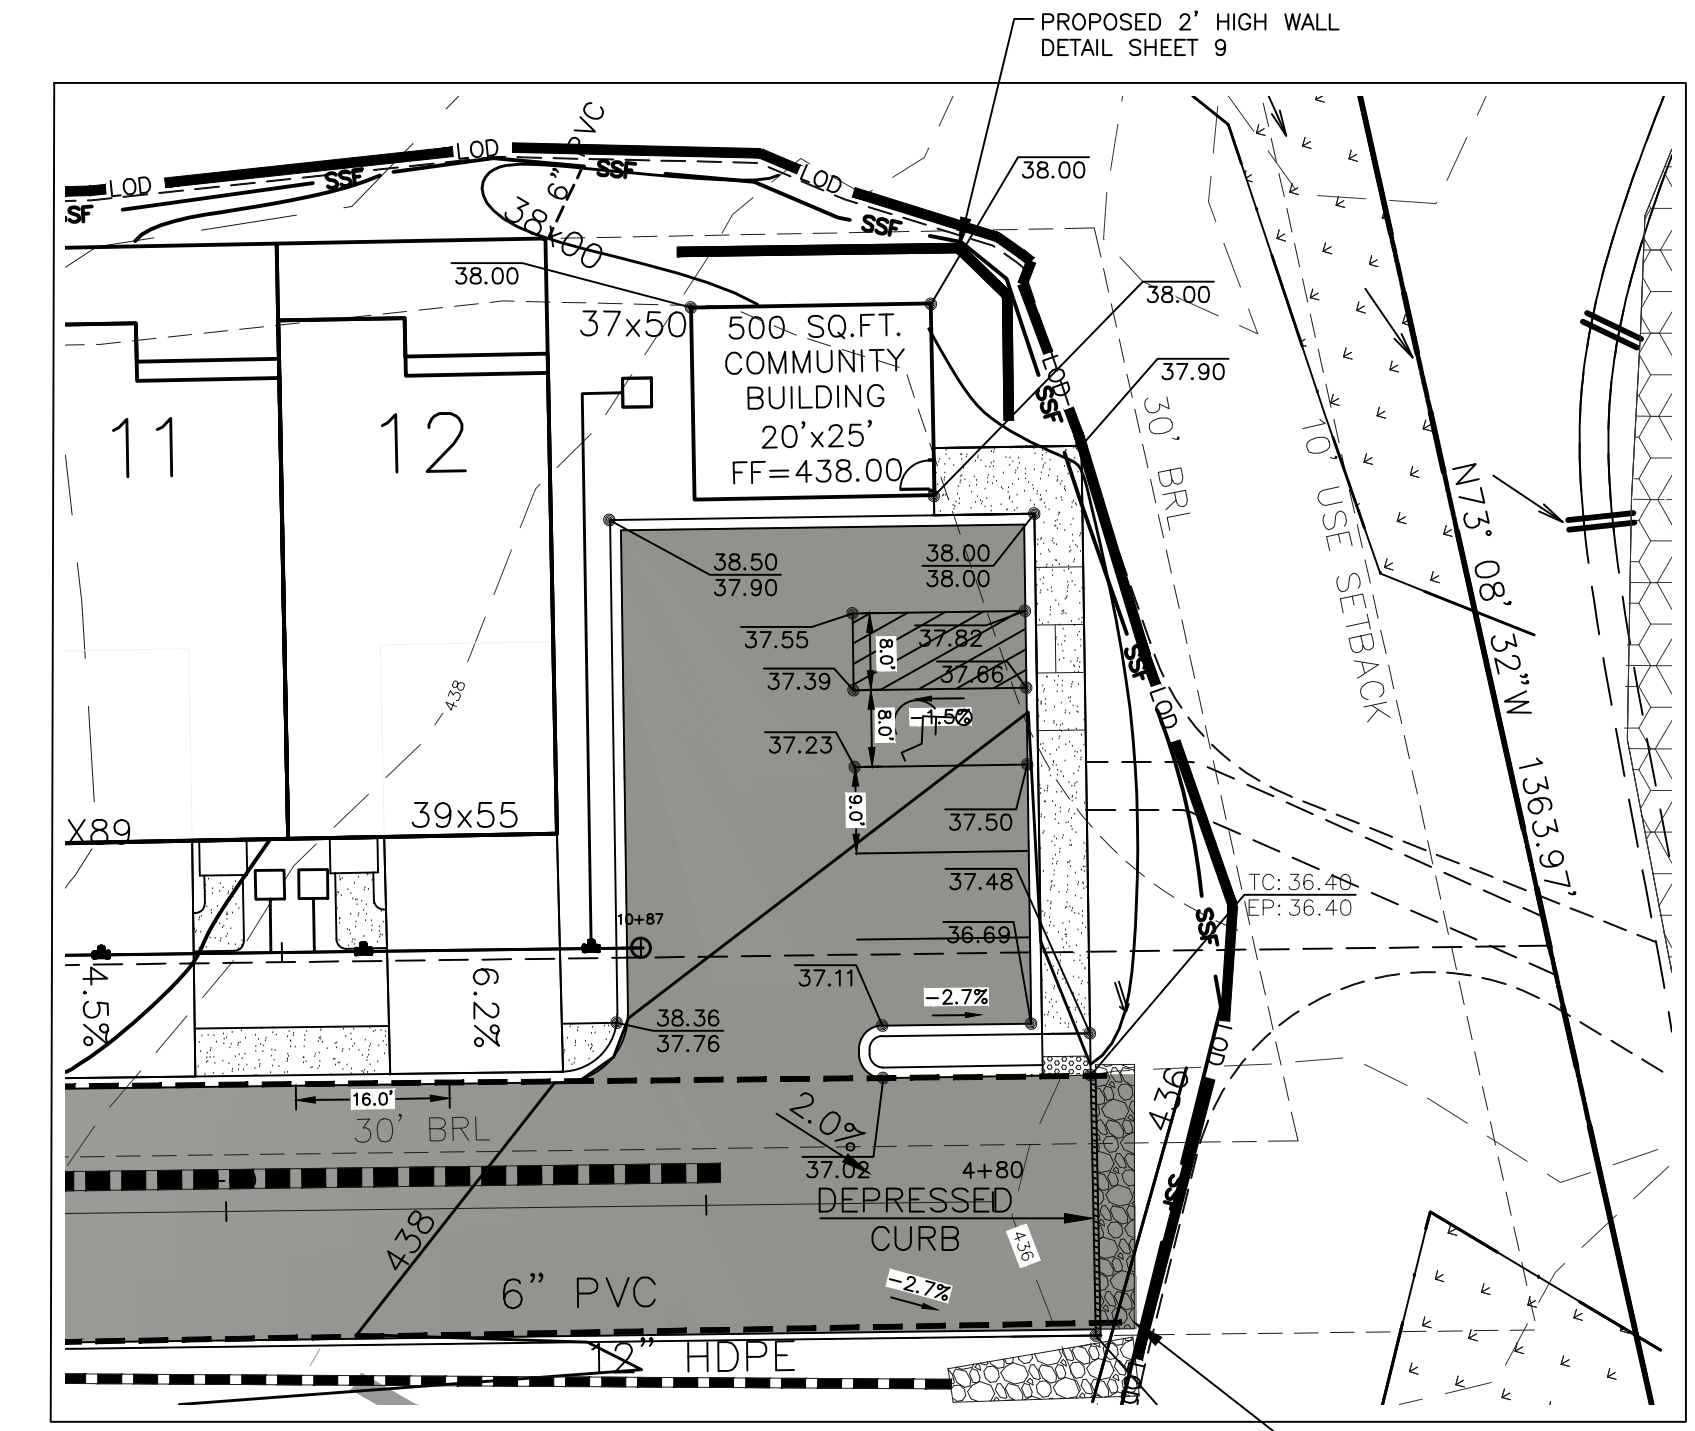 PROPOSED 2' HIGH WALL
DETAIL SHEET 9
6" PVC
LOD
LOD
LOD
SSF
SSF
SSF
SF
38.00
38x00
38.00
38.00
37x50
37.90
500 SQ.FT.
COMMUNITY
BUILDING
20'x25'
FF=438.00
LOD
SSF
11
12
30' BRL
10' USE SETBACK
N73° 08' 32"W 1363.97'
38.50
37.90
38.00
38.00
37.55
8.0'
37.82
37.39
37.66
-1.5%
8.0'
37.23
438
SSF
LOD
9.0'
37.50
39x55
X89
37.48
TC: 36.40
EP: 36.40
10+87
36.69
SSF
4.5%
6.2%
37.11
-2.7%
38.36
37.76
LOD
16.0'
30' BRL
2.0%
436
37.02
4+80
SSF
DEPRESSED
CURB
438
436
6" PVC
-2.7%
12" HDPE
LOD